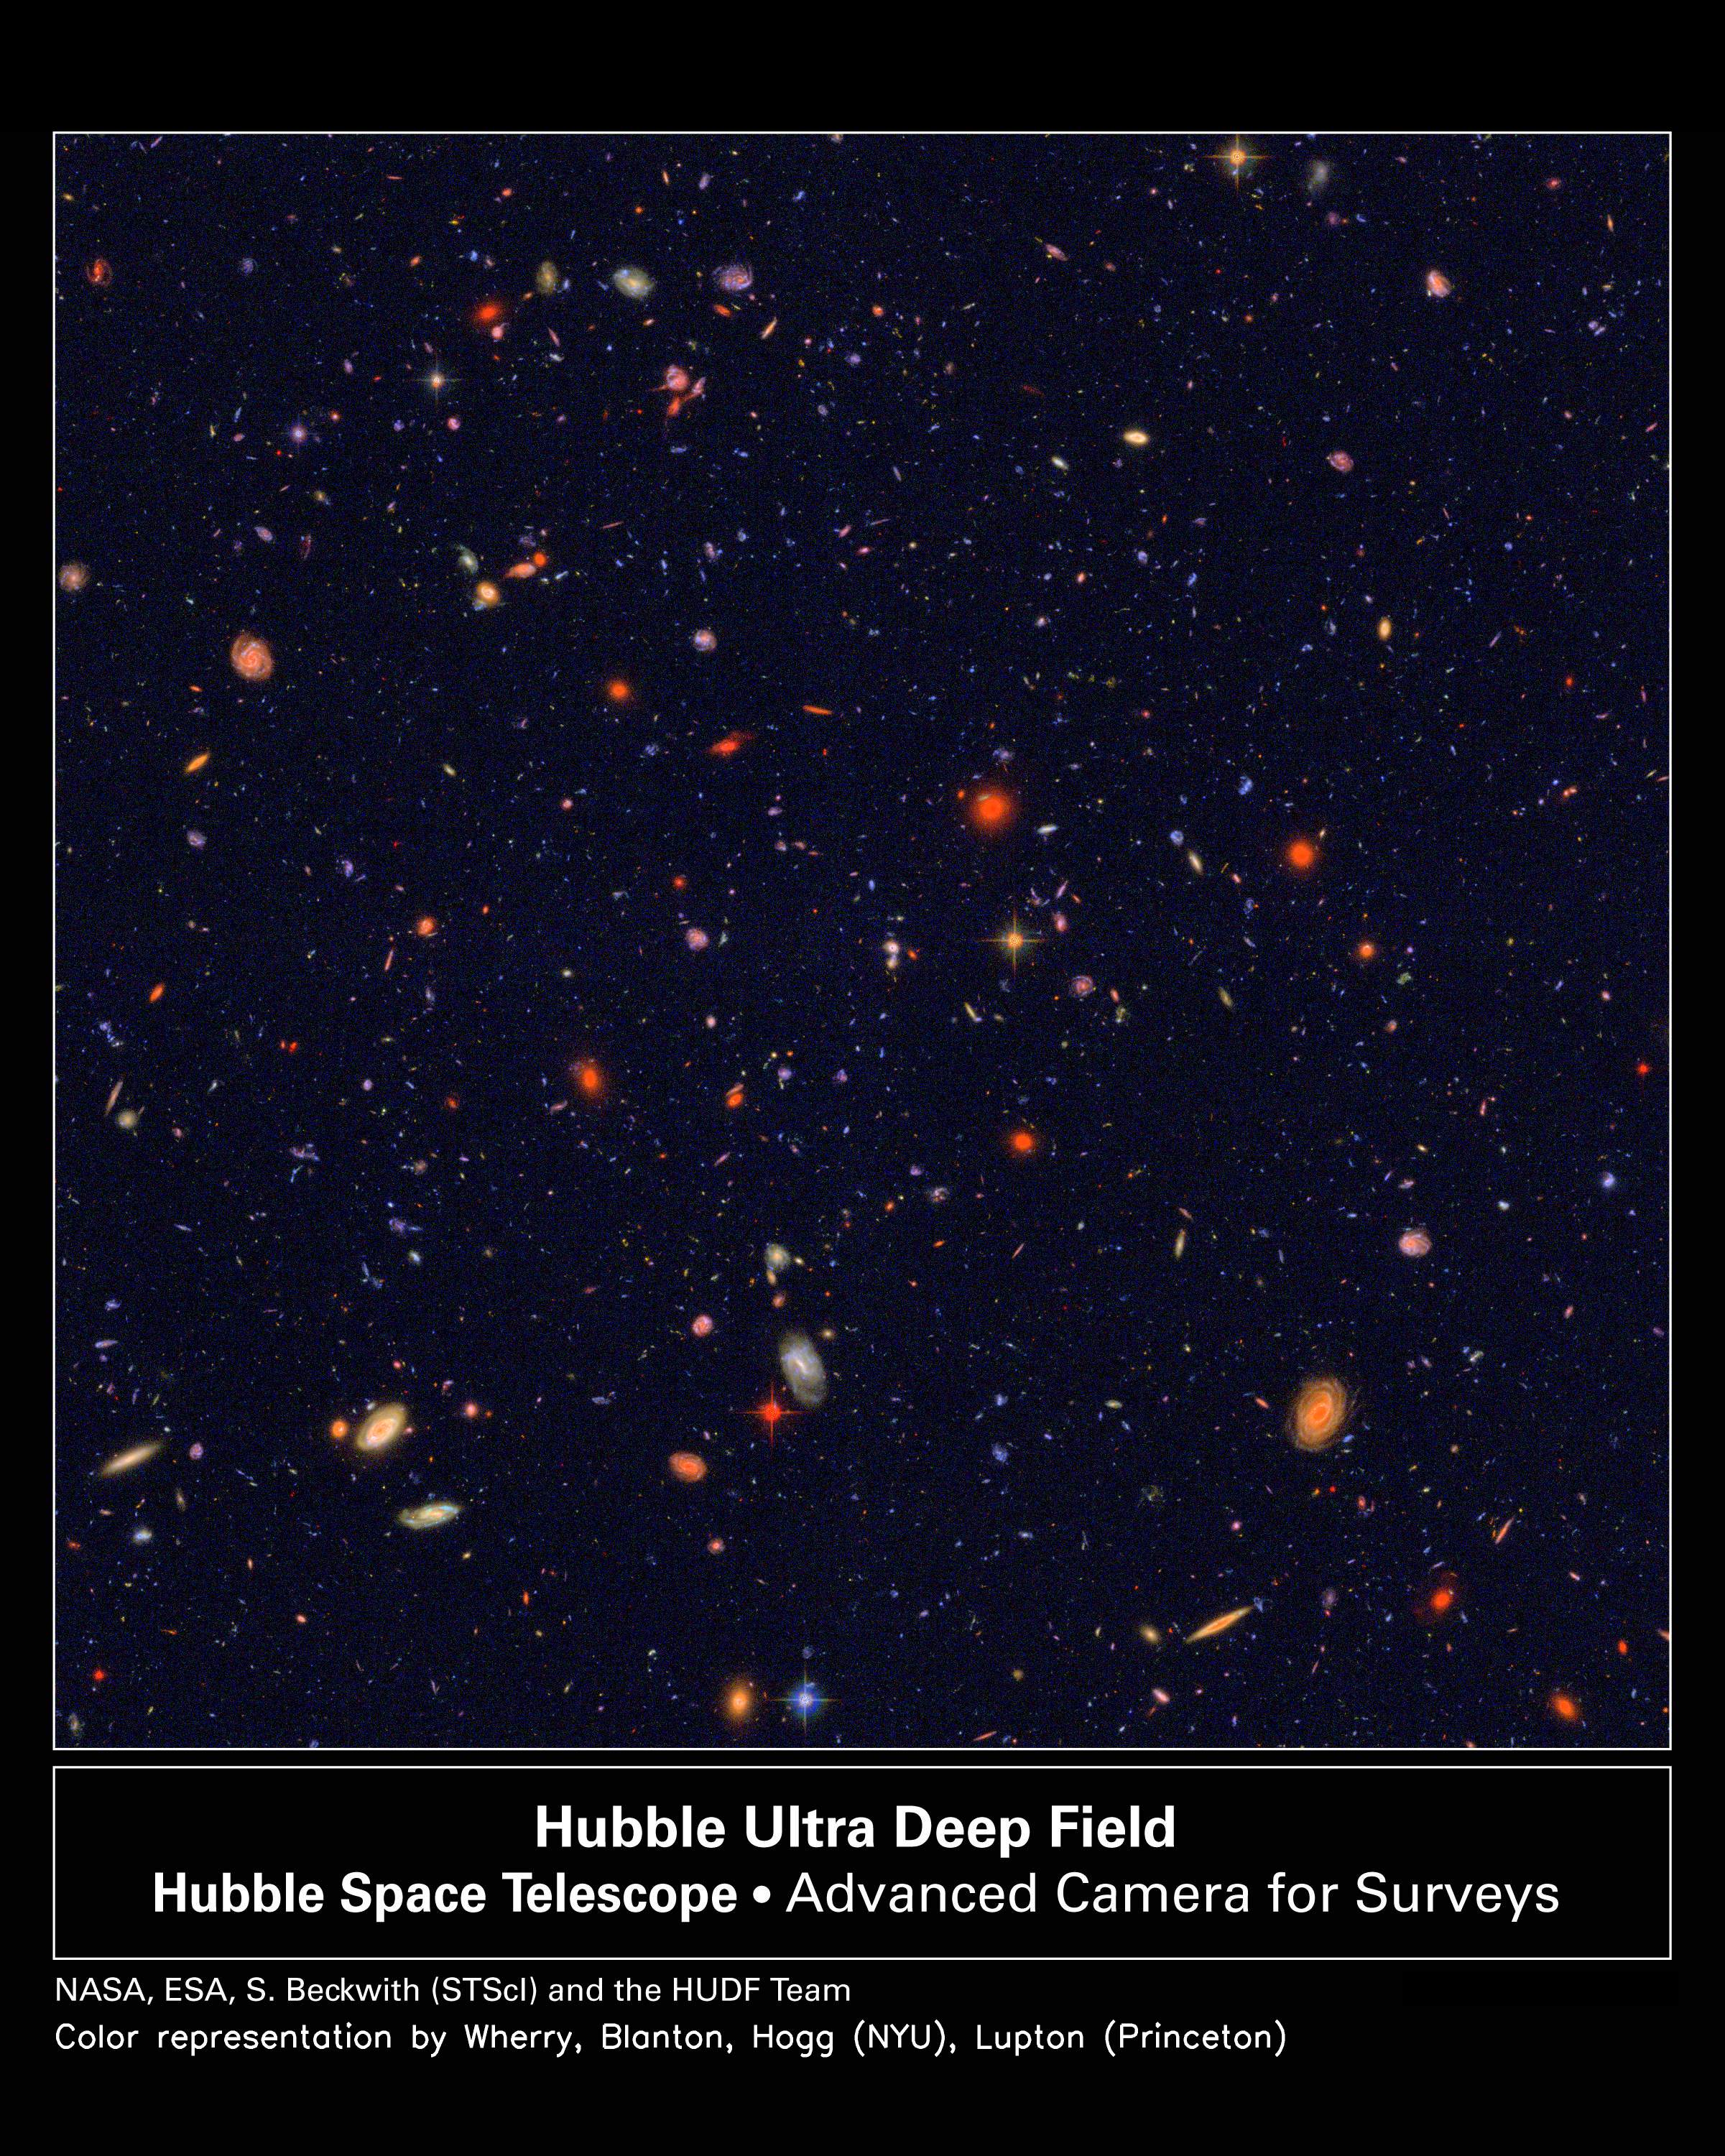 Hubble Ultra Deep Field
Hubble Space Telescope • Advanced Camera for Surveys
NASA, ESA, S. Beckwith (STScI) and the HUDF Team
Color representation by Wherry, Blanton, Hogg (NYU), Lupton (Princeton)